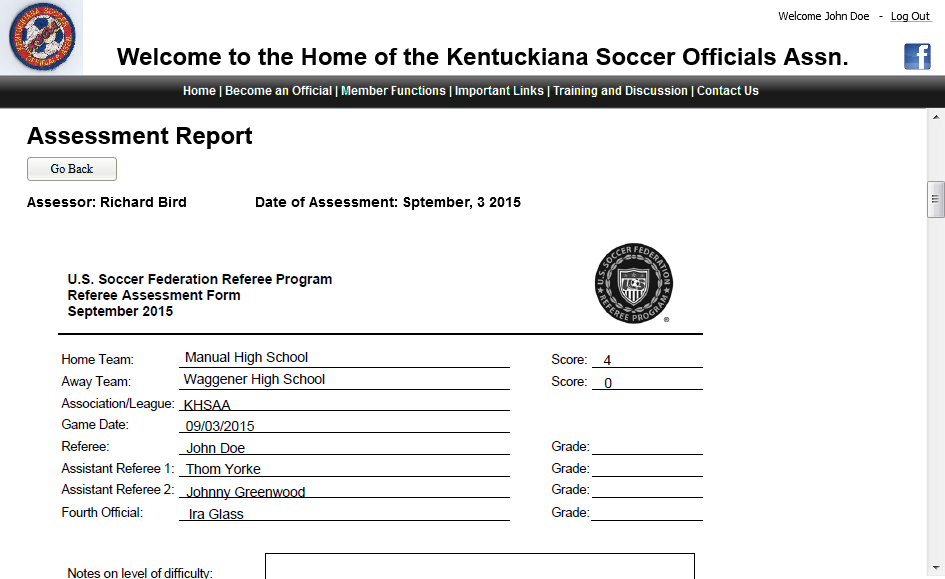 Welcome John Doe - Log Out
Welcome to the Home of the Kentuckiana Soccer Officials Assn.
Home | Become an Official | Member Functions | Important Links | Training and Discussion | Contact Us
Assessment Report
Go Back
Assessor: Richard Bird Date of Assessment: Sptember, 3 2015
U.S. SOCCER FEDERATION
REFEREE PROGRAM
U.S. Soccer Federation Referee Program
Referee Assessment Form
September 2015
Home Team: Manual High School Score: 4
Away Team: Waggener High School Score: 0
Association/League: KHSAA
Game Date: 09/03/2015
Referee: John Doe Grade:
Assistant Referee 1: Thom Yorke Grade:
Assistant Referee 2: Johnny Greenwood Grade:
Fourth Official: Ira Glass Grade:
Notes on level of difficulty: